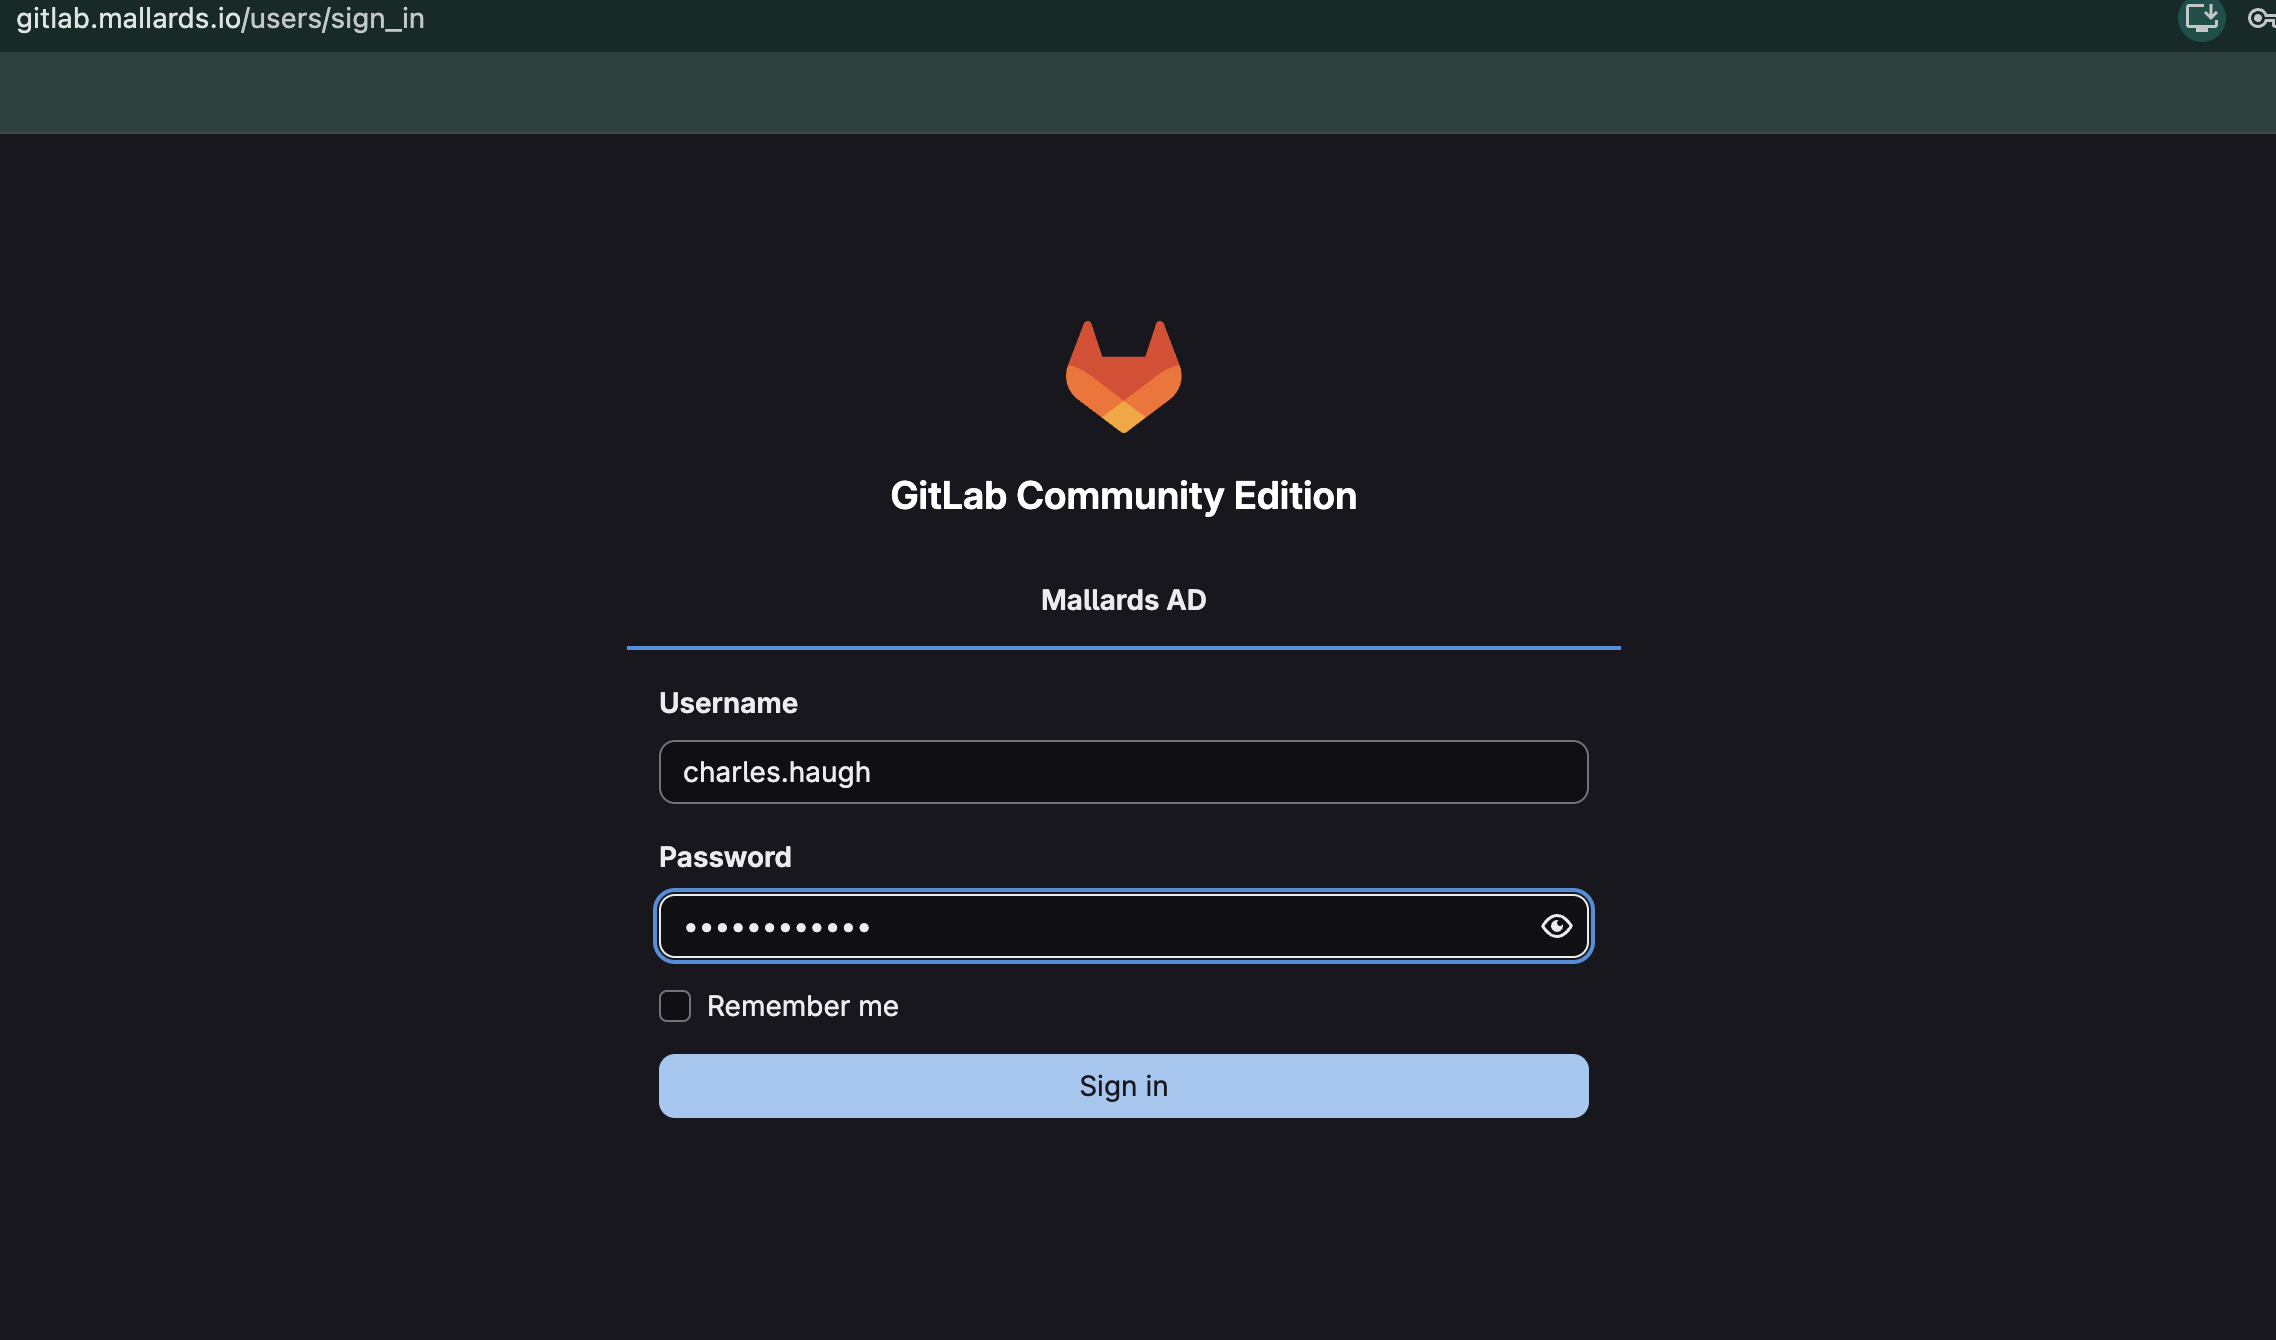 gitlab.mallards.io/users/sign_in
GitLab Community Edition
Mallards AD
Username
charles.haugh
Password
••••••••••••
Remember me
Sign in